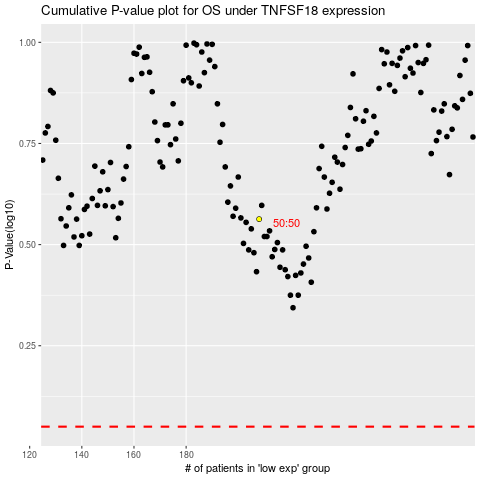 Cumulative P-value plot for OS under TNFSF18 expression
P-Value(log10)
1.00
0.75
0.50
0.25
50:50
120 140 160 180
# of patients in 'low exp' group